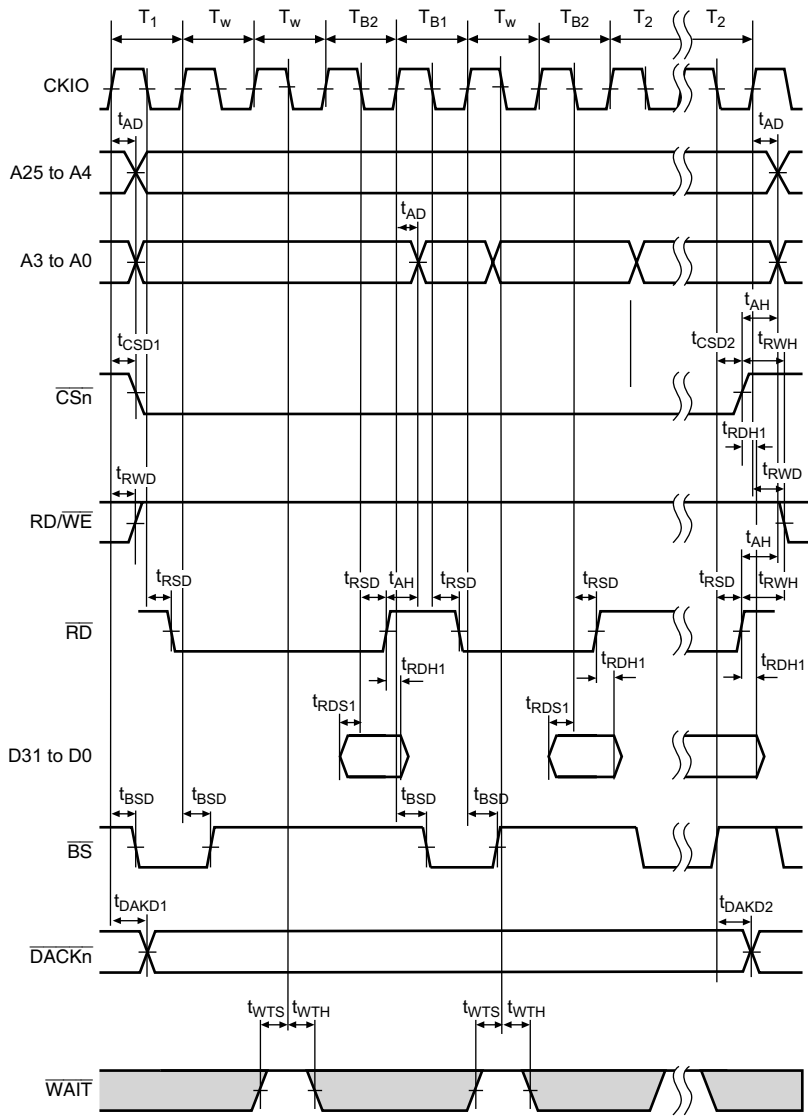 T1 Tw Tw TB2 TB1 Tw TB2 T2 T2
CKIO
tAD tAD
A25 to A4
tAD
A3 to A0
tAH
tCSD1 tCSD2 tRWH
CSn
tRDH1
tRWD tRWD
RD/WE
tAH
tRSD tRSD tAH tRSD tRSD tRSD tRWH
RD
tRDH1 tRDH1 tRDH1
tRDS1 tRDS1
D31 to D0
tBSD tBSD tBSD tBSD
BS
tDAKD1 tDAKD2
DACKn
tWTS tWTH tWTS tWTH
WAIT